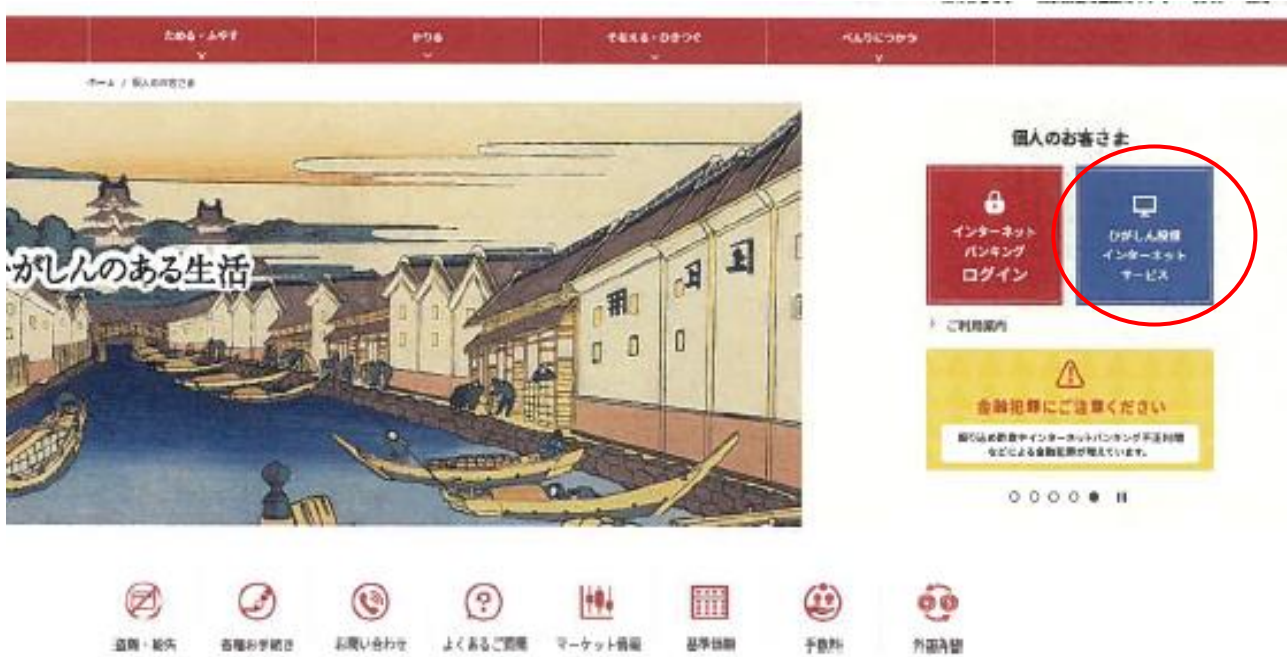 ためる・ふやす
かりる
そなえる・ひきつぐ
べんりにつかう
ホーム / 個人のお客さま
ひがしんのある生活
個人のお客さま
インターネット
バンキング
ログイン
ひがしん投信
インターネット
サービス
ご利用案内
金融犯罪にご注意ください
振り込め詐欺やインターネットバンキング不正利用
などによる金融犯罪が増えています。
盗難・紛失
各種お手続き
お問い合わせ
よくあるご質問
マーケット情報
基準価額
手数料
外国為替